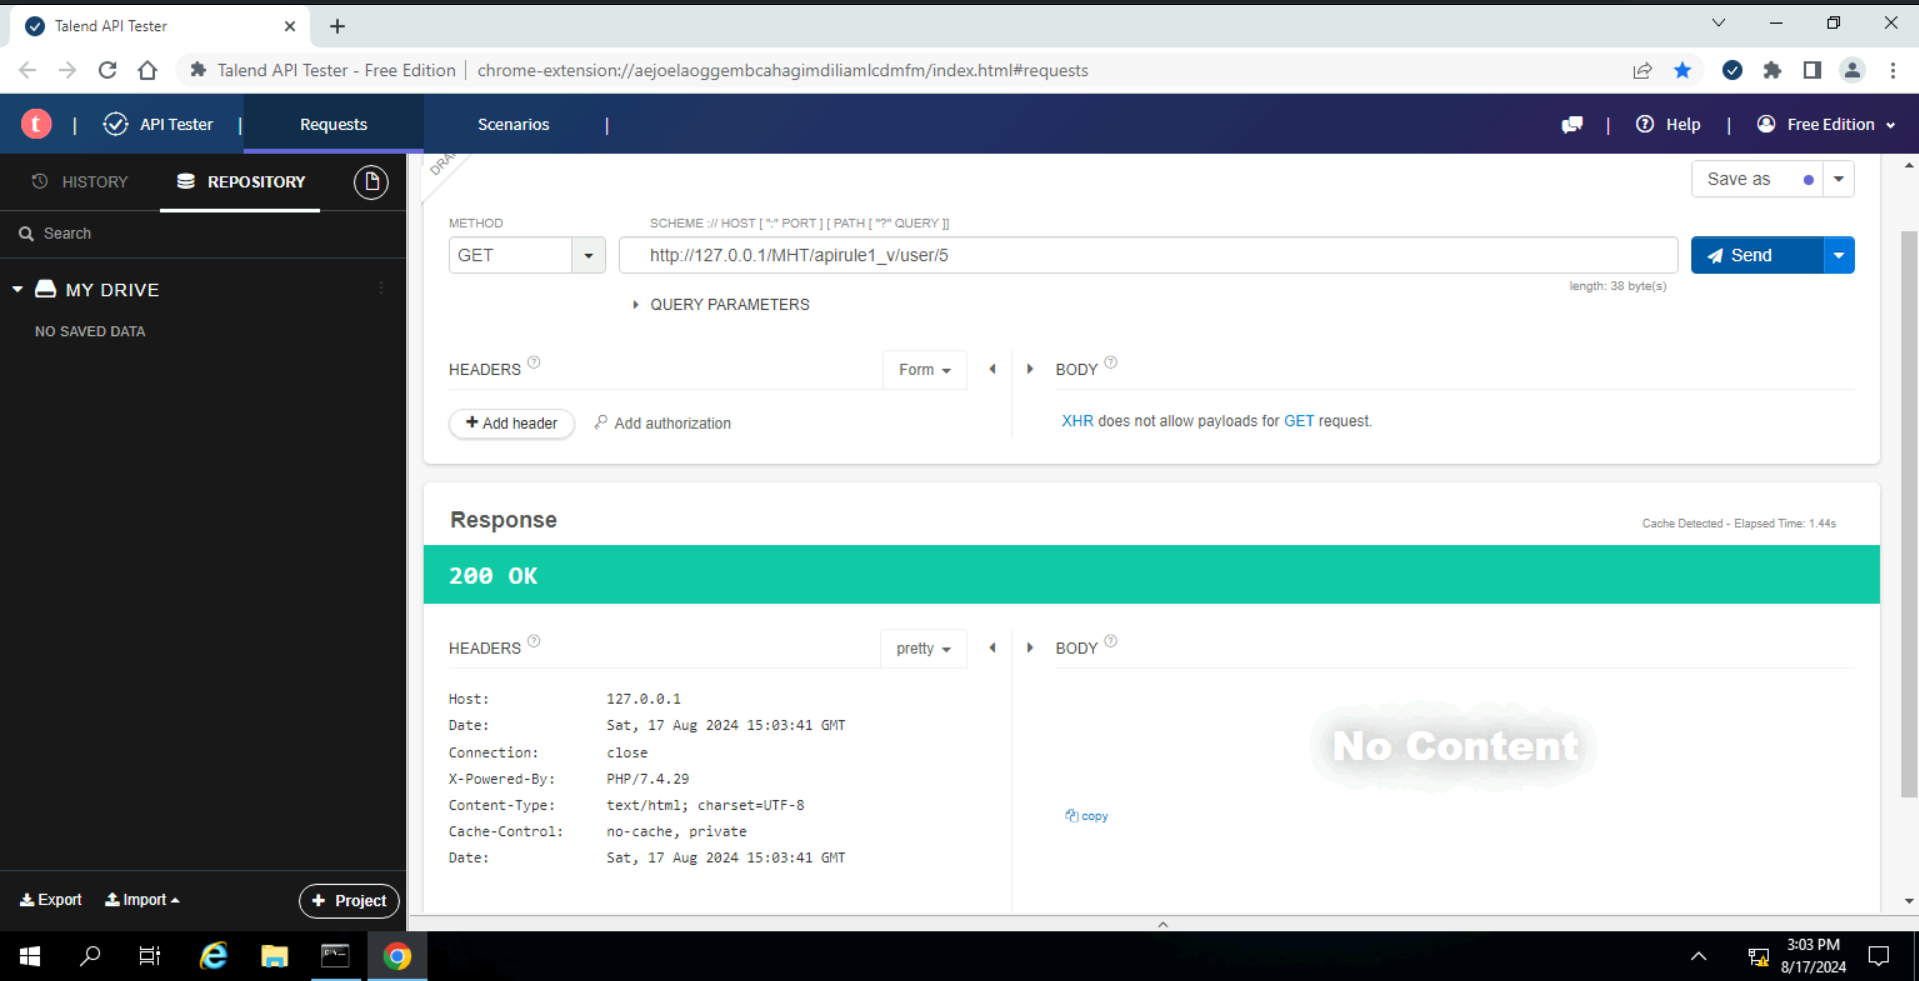 Talend API Tester
Talend API Tester - Free Edition | chrome-extension://aejoelaoggembcahagimdiliamlcdmfm/index.html#requests
t | API Tester | Requests Scenarios | | Help | Free Edition
HISTORY REPOSITORY
Search
MY DRIVE
NO SAVED DATA
Export Import + Project
DRA
Save as
METHOD SCHEME :// HOST [ ":" PORT ] [ PATH [ "?" QUERY ]]
GET http://127.0.0.1/MHT/apirule1_v/user/5 Send
length: 38 byte(s)
QUERY PARAMETERS
HEADERS ? Form BODY ?
+ Add header Add authorization XHR does not allow payloads for GET request.
Response
Cache Detected - Elapsed Time: 1.44s
200 OK
HEADERS ? pretty BODY ?
Host: 127.0.0.1
Date: Sat, 17 Aug 2024 15:03:41 GMT
Connection: close
X-Powered-By: PHP/7.4.29
Content-Type: text/html; charset=UTF-8
Cache-Control: no-cache, private
Date: Sat, 17 Aug 2024 15:03:41 GMT
No Content
copy
3:03 PM
8/17/2024